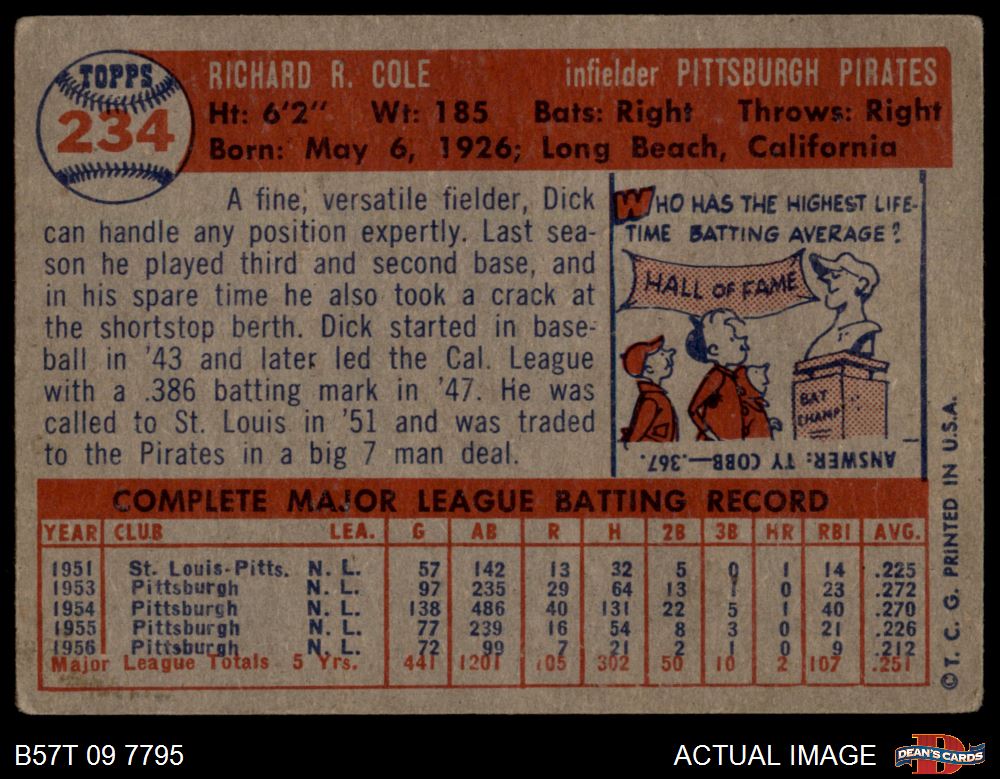 TOPPS
234
RICHARD R. COLE infielder PITTSBURGH PIRATES
Ht: 6'2" Wt: 185 Bats: Right Throws: Right
Born: May 6, 1926; Long Beach, California
A fine, versatile fielder, Dick
can handle any position expertly. Last sea-
son he played third and second base, and
in his spare time he also took a crack at
the shortstop berth. Dick started in base-
ball in '43 and later led the Cal. League
with a .386 batting mark in '47. He was
called to St. Louis in '51 and was traded
to the Pirates in a big 7 man deal.
WHO HAS THE HIGHEST LIFE-
TIME BATTING AVERAGE?
HALL OF FAME
BAT
CHAMP
ANSWER: TY COBB—.367.
COMPLETE MAJOR LEAGUE BATTING RECORD
YEAR CLUB LEA. G AB R H 2B 3B HR RBI AVG.
1951 St. Louis-Pitts. N. L. 57 142 13 32 5 0 1 14 .225
1953 Pittsburgh N. L. 97 235 29 64 13 1 0 23 .272
1954 Pittsburgh N. L. 138 486 40 131 22 5 1 40 .270
1955 Pittsburgh N. L. 77 239 16 54 8 3 0 21 .226
1956 Pittsburgh N. L. 72 99 7 21 2 1 0 9 .212
Major League Totals 5 Yrs. 441 1201 105 302 50 10 2 107 .251
©T. C. G. PRINTED IN U.S.A.
B57T 09 7795
ACTUAL IMAGE
DEAN'S CARDS